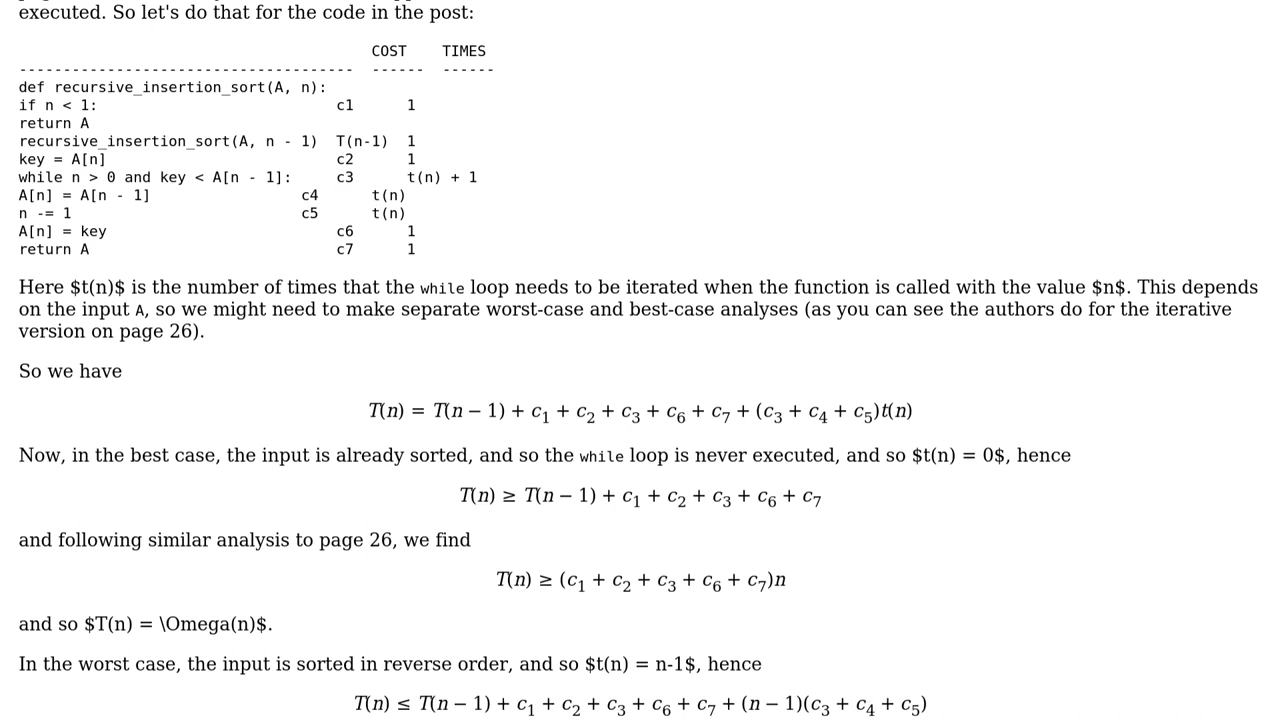 executed. So let's do that for the code in the post:
COST TIMES
-------------------------------------- ------ ------
def recursive_insertion_sort(A, n):
if n < 1: c1 1
return A
recursive_insertion_sort(A, n - 1) T(n-1) 1
key = A[n] c2 1
while n > 0 and key < A[n - 1]: c3 t(n) + 1
A[n] = A[n - 1] c4 t(n)
n -= 1 c5 t(n)
A[n] = key c6 1
return A c7 1
Here $t(n)$ is the number of times that the while loop needs to be iterated when the function is called with the value $n$. This depends
on the input A, so we might need to make separate worst-case and best-case analyses (as you can see the authors do for the iterative
version on page 26).
So we have
T(n) = T(n − 1) + c₁ + c₂ + c₃ + c₆ + c₇ + (c₃ + c₄ + c₅)t(n)
Now, in the best case, the input is already sorted, and so the while loop is never executed, and so $t(n) = 0$, hence
T(n) ≥ T(n − 1) + c₁ + c₂ + c₃ + c₆ + c₇
and following similar analysis to page 26, we find
T(n) ≥ (c₁ + c₂ + c₃ + c₆ + c₇)n
and so $T(n) = \Omega(n)$.
In the worst case, the input is sorted in reverse order, and so $t(n) = n-1$, hence
T(n) ≤ T(n − 1) + c₁ + c₂ + c₃ + c₆ + c₇ + (n − 1)(c₃ + c₄ + c₅)